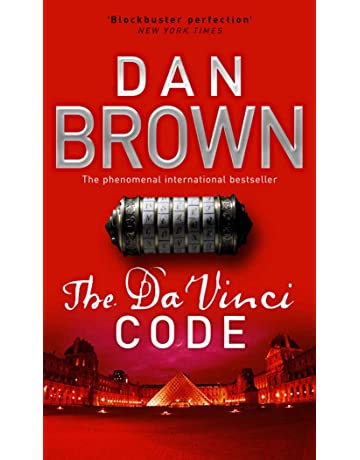 'Blockbuster perfection'
NEW YORK TIMES
DAN
BROWN
The phenomenal international bestseller
The Da Vinci
CODE